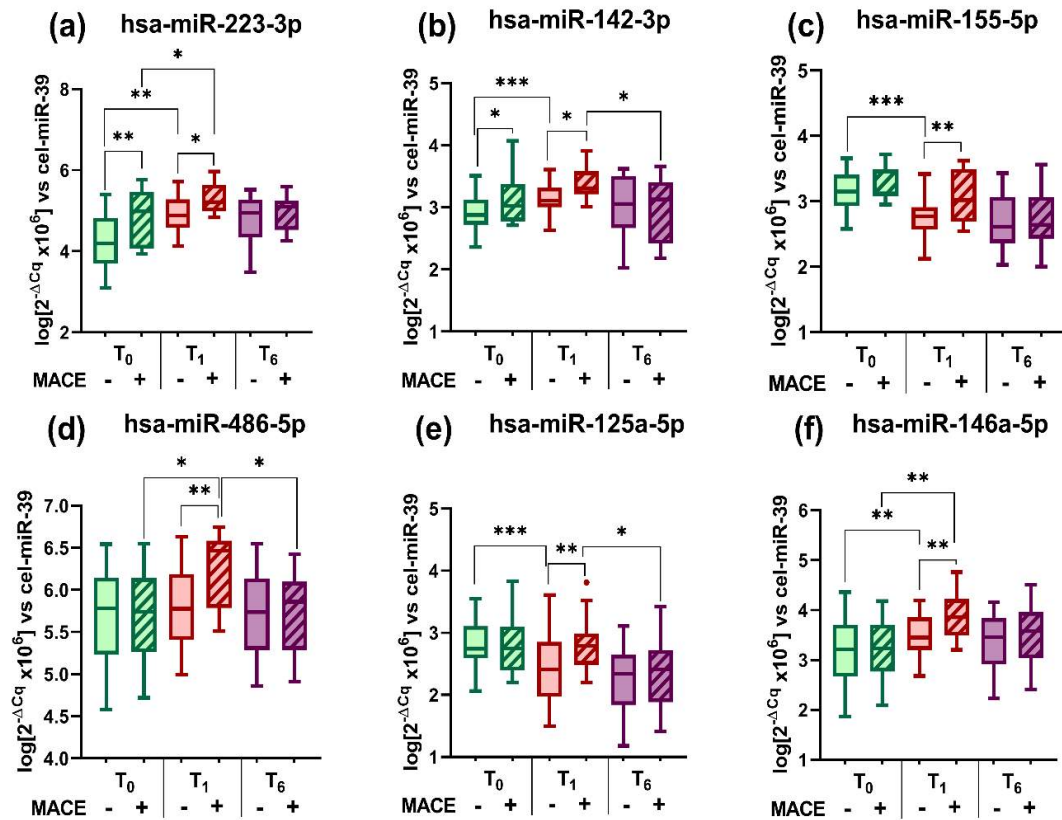 (a) hsa-miR-223-3p
log[2^-ΔCq x10^6] vs cel-miR-39
8
6
4
2
** ** * *
T0 T1 T6
MACE - + - + - +
(b) hsa-miR-142-3p
log[2^-ΔCq x10^6] vs cel-miR-39
5
4
3
2
1
*** * * *
T0 T1 T6
- + - + - +
(c) hsa-miR-155-5p
log[2^-ΔCq x10^6] vs cel-miR-39
5
4
3
2
1
*** **
T0 T1 T6
- + - + - +
(d) hsa-miR-486-5p
log[2^-ΔCq x10^6] vs cel-miR-39
7.0
6.5
6.0
5.5
5.0
4.5
4.0
* ** *
T0 T1 T6
MACE - + - + - +
(e) hsa-miR-125a-5p
log[2^-ΔCq x10^6] vs cel-miR-39
5
4
3
2
1
*** ** *
T0 T1 T6
- + - + - +
(f) hsa-miR-146a-5p
log[2^-ΔCq x10^6] vs cel-miR-39
6
5
4
3
2
1
** ** **
T0 T1 T6
- + - + - +